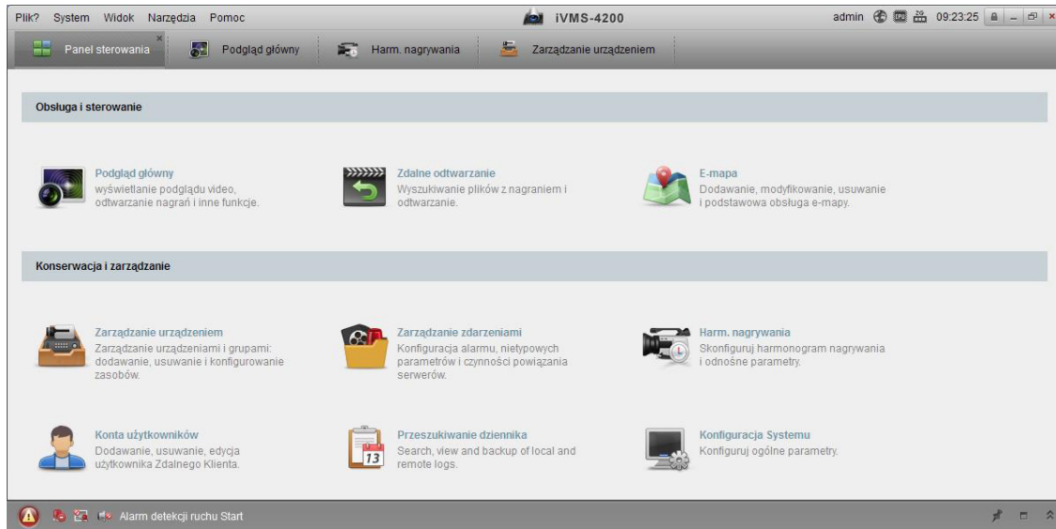 Plik? System Widok Narzędzia Pomoc iVMS-4200 admin 09:23:25
Panel sterowania Podgląd główny Harm. nagrywania Zarządzanie urządzeniem
Obsługa i sterowanie
Podgląd główny
wyświetlanie podglądu video,
odtwarzanie nagrań i inne funkcje.
Zdalne odtwarzanie
Wyszukiwanie plików z nagraniem i
odtwarzanie.
E-mapa
Dodawanie, modyfikowanie, usuwanie
i podstawowa obsługa e-mapy.
Konserwacja i zarządzanie
Zarządzanie urządzeniem
Zarządzanie urządzeniami i grupami:
dodawanie, usuwanie i konfigurowanie
zasobów.
Zarządzanie zdarzeniami
Konfiguracja alarmu, nietypowych
parametrów i czynności powiązania
serwerów.
Harm. nagrywania
Skonfiguruj harmonogram nagrywania
i odnośne parametry.
Konta użytkowników
Dodawanie, usuwanie, edycja
użytkownika Zdalnego Klienta.
13
Przeszukiwanie dziennika
Search, view and backup of local and
remote logs.
Konfiguracja Systemu
Konfiguruj ogólne parametry.
Alarm detekcji ruchu Start